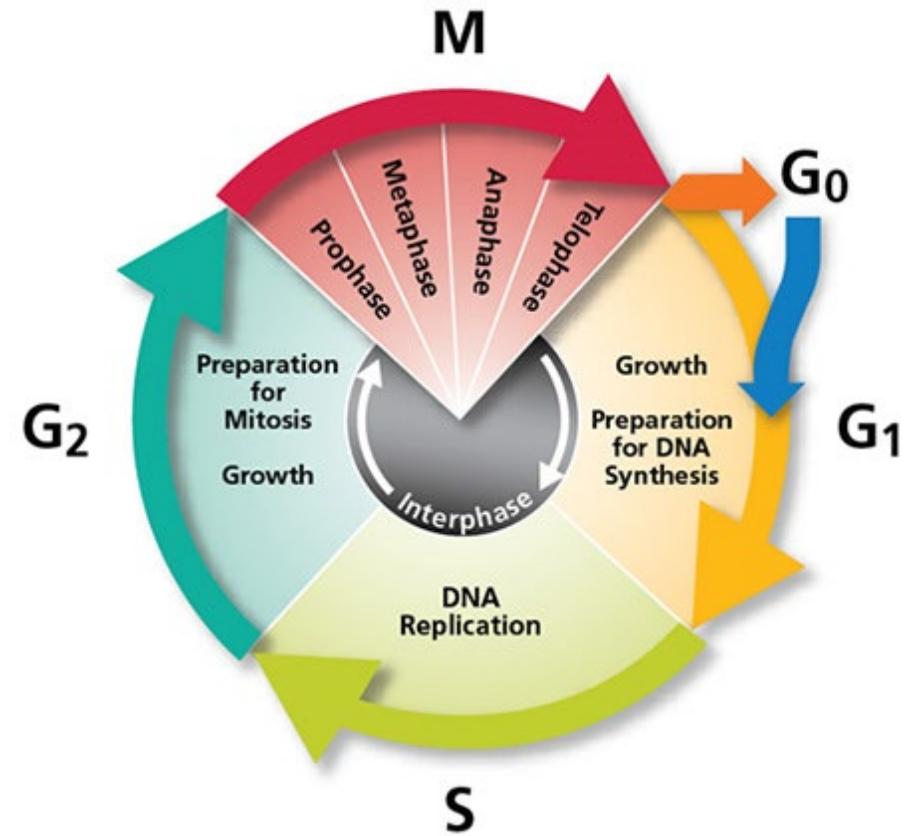 M
Prophase
Metaphase
Anaphase
Telophase
G₀
Growth
Preparation
for DNA
Synthesis
G₁
Preparation
for
Mitosis
Growth
G₂
Interphase
DNA
Replication
S